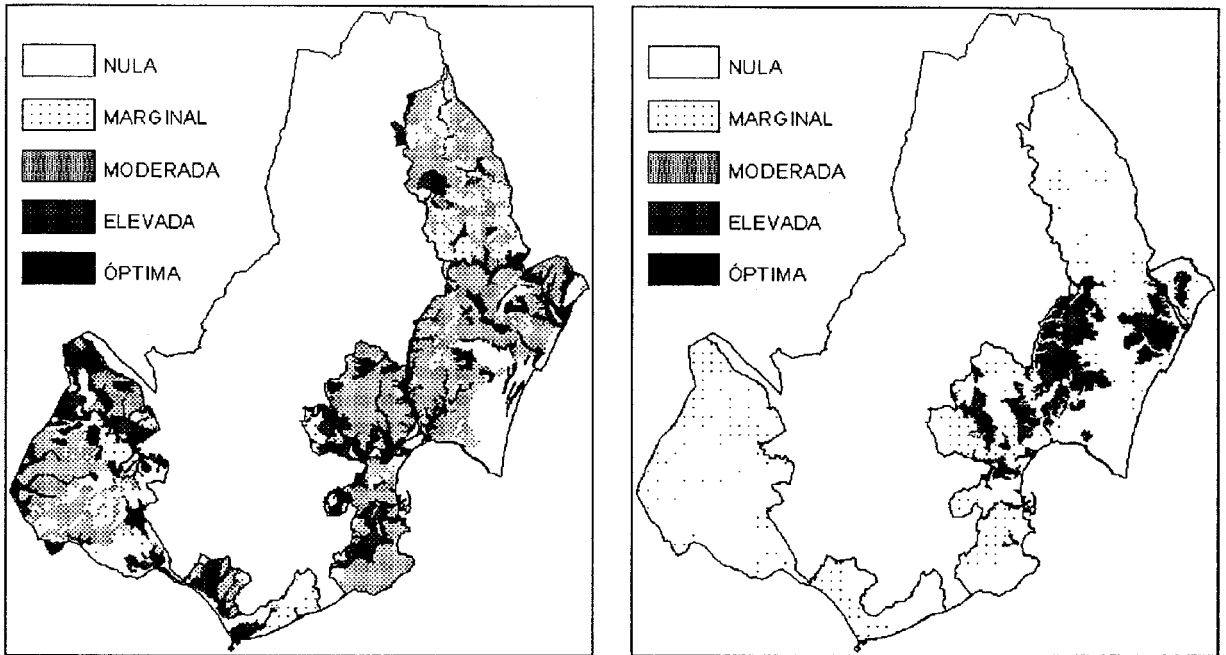 NULA
MARGINAL
MODERADA
ELEVADA
ÓPTIMA
NULA
MARGINAL
MODERADA
ELEVADA
ÓPTIMA